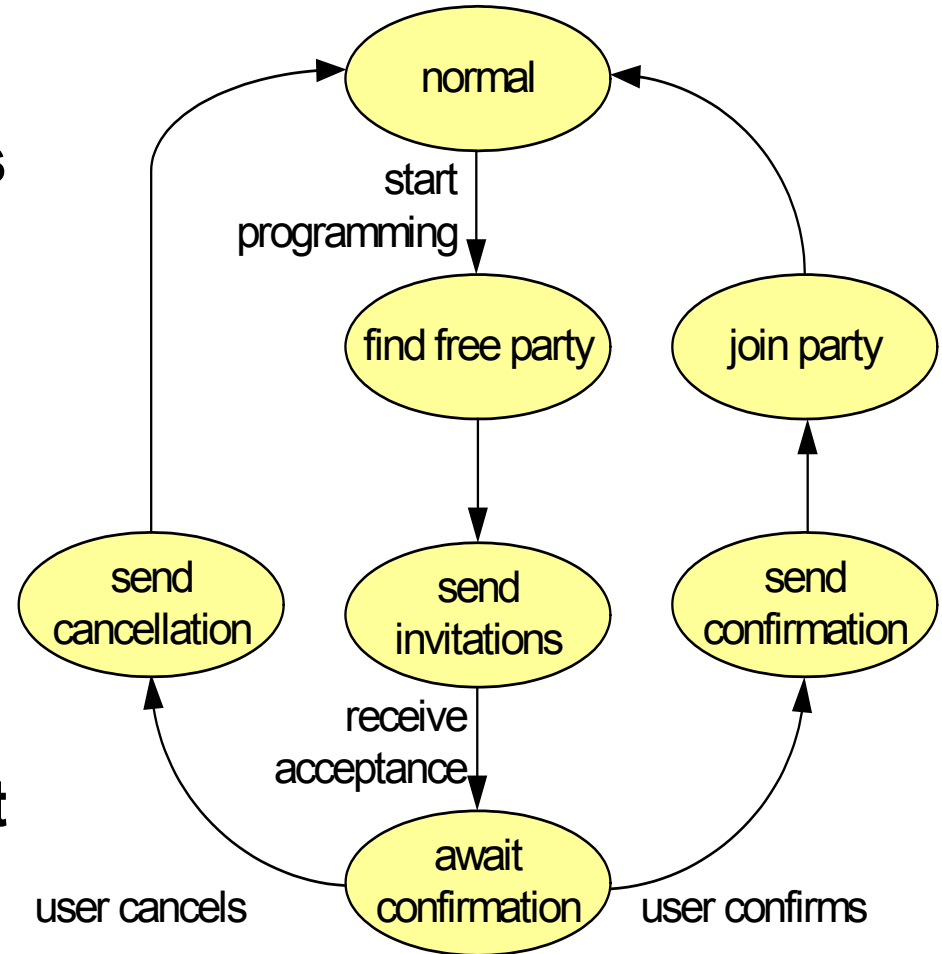 normal
s
start
programming
find free party
join party
send
cancellation
send
invitations
send
confirmation
receive
acceptance
t
await
confirmation
user cancels
user confirms